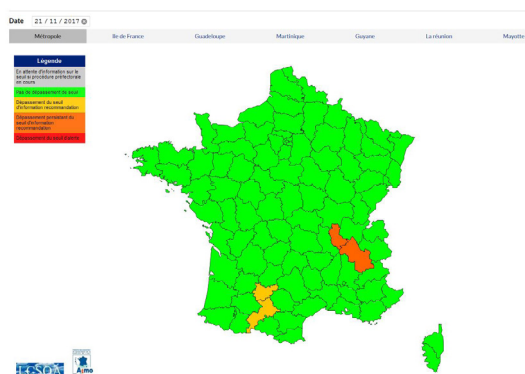 Date 21 / 11 / 2017
Métropole Ile de France Guadeloupe Martinique Guyane La réunion Mayotte
Légende
En attente d'information sur le
seuil si procédure préfectorale
en cours
Pas de dépassement de seuil
Dépassement du seuil
d'information recommandation
Dépassement persistant du
seuil d'information
recommandation
Dépassement du seuil d'alerte
LCSQA
Atmo